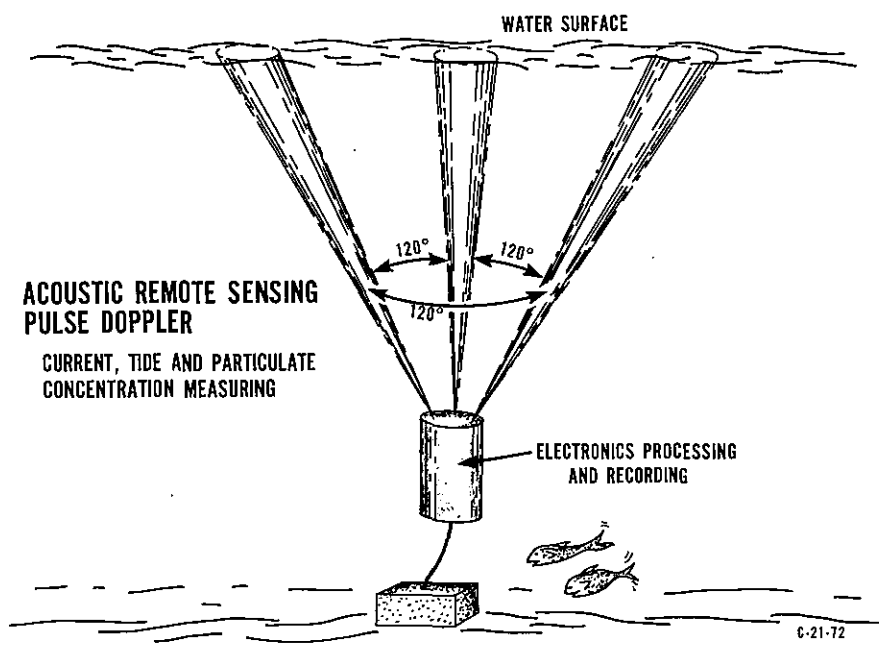 WATER SURFACE
120°
120°
120°
ACOUSTIC REMOTE SENSING
PULSE DOPPLER
CURRENT, TIDE AND PARTICULATE
CONCENTRATION MEASURING
ELECTRONICS PROCESSING
AND RECORDING
C-21-72